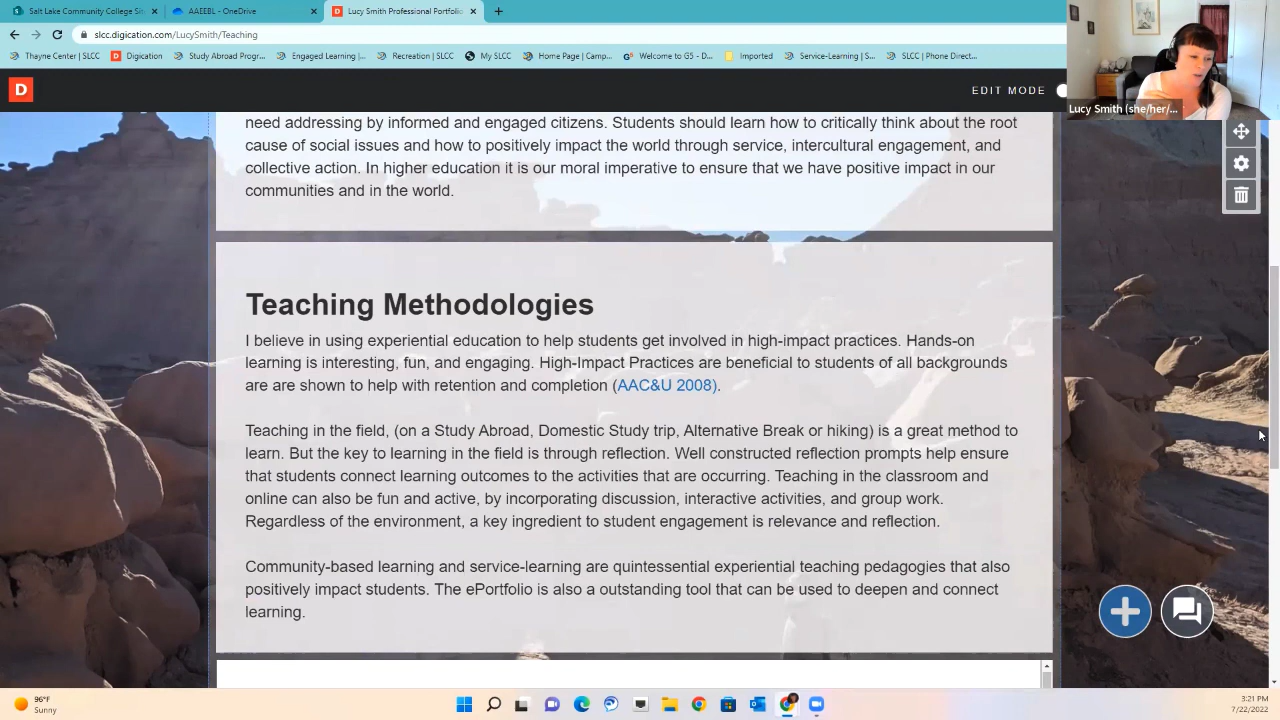 Salt Lake Community College Sit
AAEEBL - OneDrive
Lucy Smith Professional Portfolio
slcc.digication.com/LucySmith/Teaching
Thayne Center | SLCC
Digication
Study Abroad Progr...
Engaged Learning |...
Recreation | SLCC
My SLCC
Home Page | Camp...
Welcome to G5 - D...
Imported
Service-Learning | S...
SLCC | Phone Direct...
D
EDIT MODE
Lucy Smith (she/her/...
need addressing by informed and engaged citizens. Students should learn how to critically think about the root
cause of social issues and how to positively impact the world through service, intercultural engagement, and
collective action. In higher education it is our moral imperative to ensure that we have positive impact in our
communities and in the world.
Teaching Methodologies
I believe in using experiential education to help students get involved in high-impact practices. Hands-on
learning is interesting, fun, and engaging. High-Impact Practices are beneficial to students of all backgrounds
are are shown to help with retention and completion (AAC&U 2008).
Teaching in the field, (on a Study Abroad, Domestic Study trip, Alternative Break or hiking) is a great method to
learn. But the key to learning in the field is through reflection. Well constructed reflection prompts help ensure
that students connect learning outcomes to the activities that are occurring. Teaching in the classroom and
online can also be fun and active, by incorporating discussion, interactive activities, and group work.
Regardless of the environment, a key ingredient to student engagement is relevance and reflection.
Community-based learning and service-learning are quintessential experiential teaching pedagogies that also
positively impact students. The ePortfolio is also a outstanding tool that can be used to deepen and connect
learning.
96°F
Sunny
3:21 PM
7/22/2022